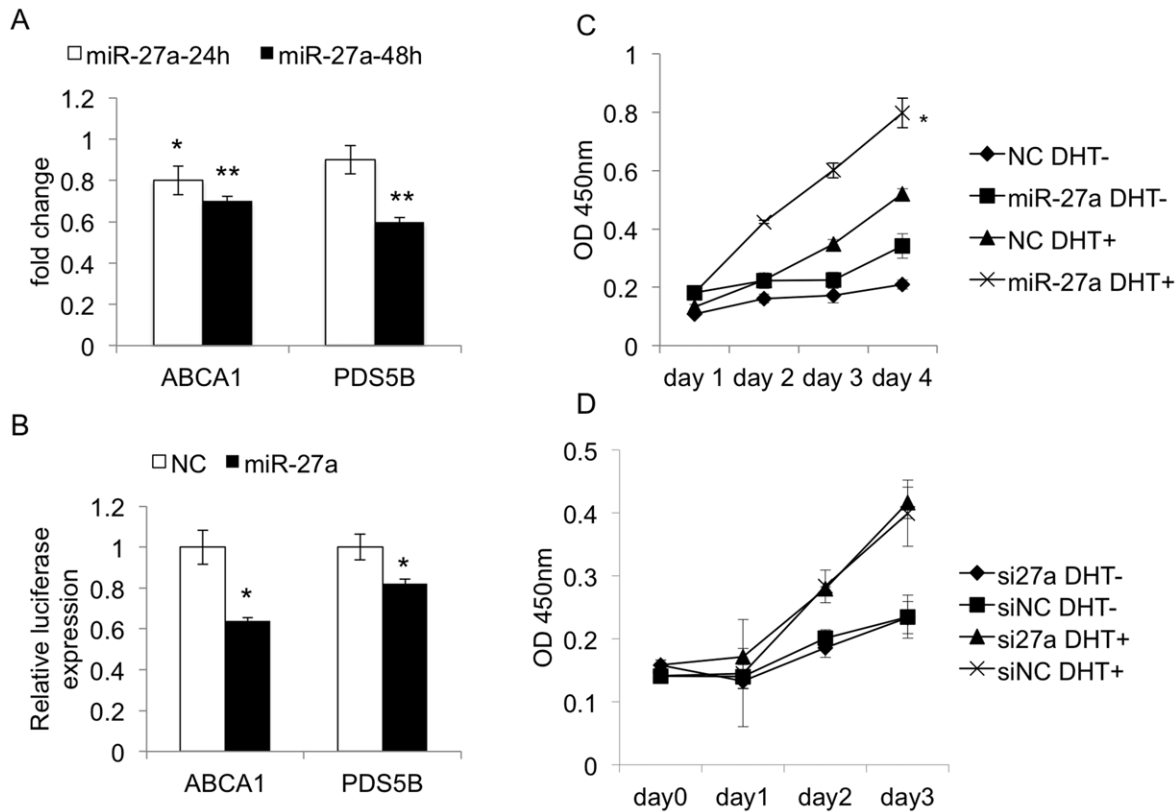 A
miR-27a-24h miR-27a-48h
fold change
1.2
1
0.8
0.6
0.4
0.2
0
* ** **
ABCA1 PDS5B
B
NC miR-27a
Relative luciferase
expression
1.2
1
0.8
0.6
0.4
0.2
0
* *
ABCA1 PDS5B
C
OD 450nm
1
0.8
0.6
0.4
0.2
0
*
day 1 day 2 day 3 day 4
NC DHT-
miR-27a DHT-
NC DHT+
miR-27a DHT+
D
OD 450nm
0.5
0.4
0.3
0.2
0.1
0
day0 day1 day2 day3
si27a DHT-
siNC DHT-
si27a DHT+
siNC DHT+